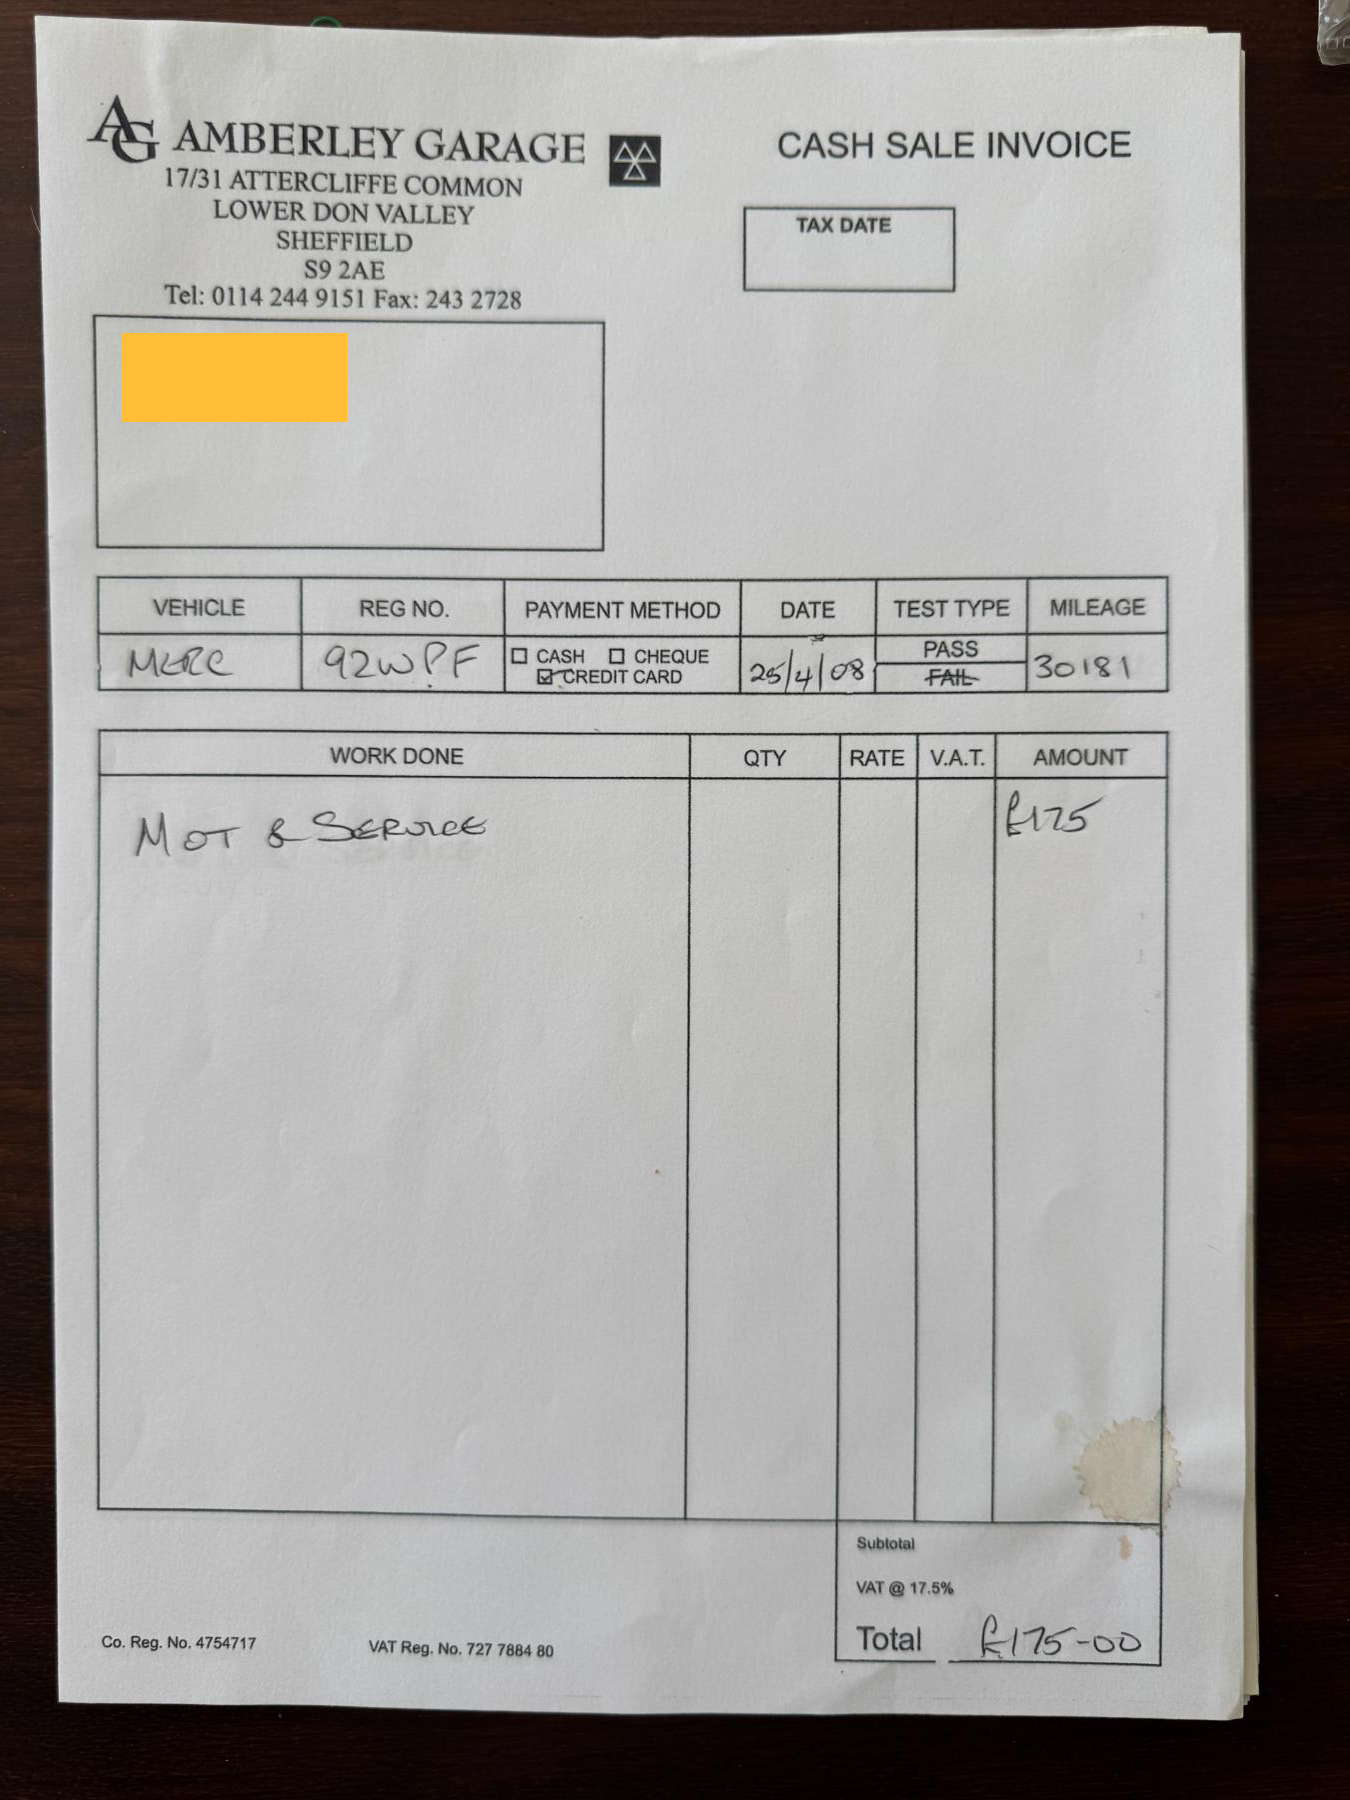 AG AMBERLEY GARAGE
17/31 ATTERCLIFFE COMMON
LOWER DON VALLEY
SHEFFIELD
S9 2AE
Tel: 0114 244 9151 Fax: 243 2728
CASH SALE INVOICE
TAX DATE
VEHICLE REG NO. PAYMENT METHOD DATE TEST TYPE MILEAGE
MERC 92WPF CASH CHEQUE 25/4/08 PASS 30181
CREDIT CARD FAIL
WORK DONE QTY RATE V.A.T. AMOUNT
MOT & SERVICE £175
Subtotal
VAT @ 17.5%
Total £175-00
Co. Reg. No. 4754717 VAT Reg. No. 727 7884 80